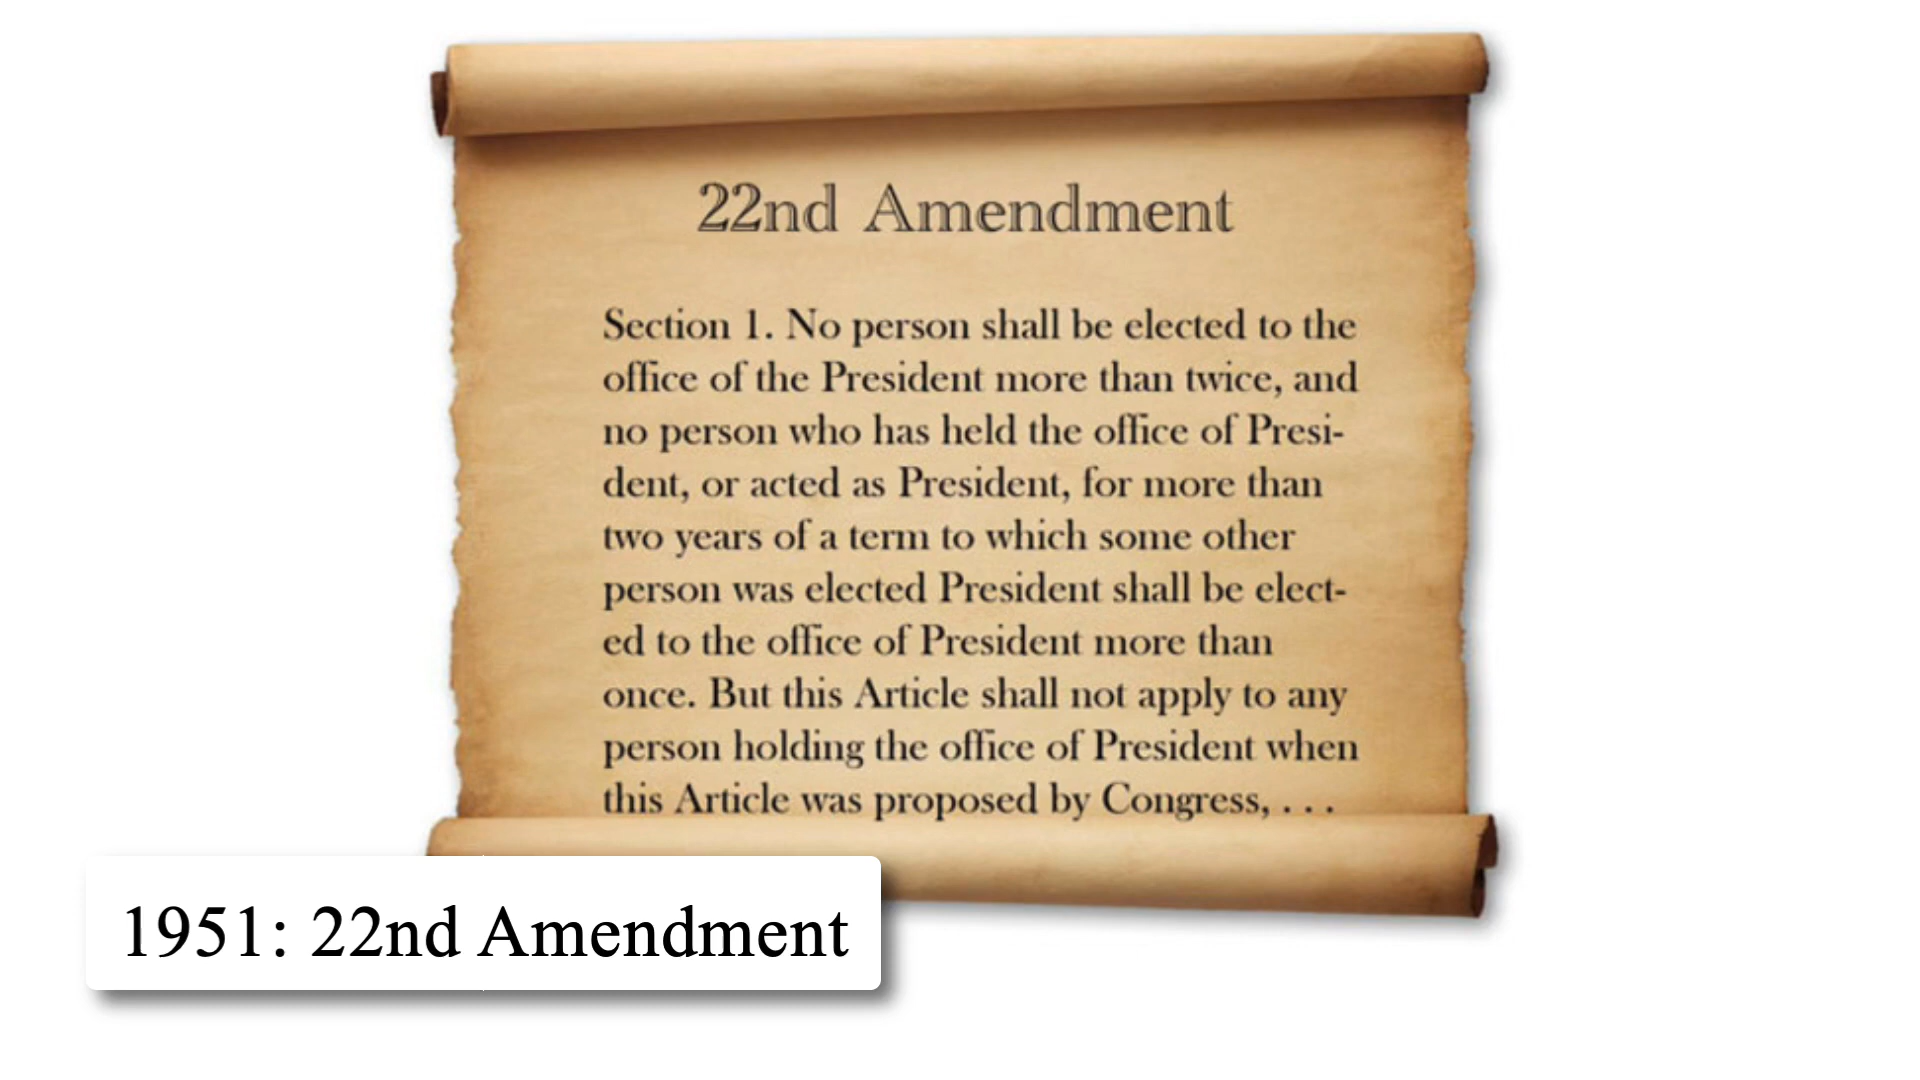 22nd Amendment
Section 1. No person shall be elected to the
office of the President more than twice, and
no person who has held the office of Presi-
dent, or acted as President, for more than
two years of a term to which some other
person was elected President shall be elect-
ed to the office of President more than
once. But this Article shall not apply to any
person holding the office of President when
this Article was proposed by Congress, . . .
1951: 22nd Amendment